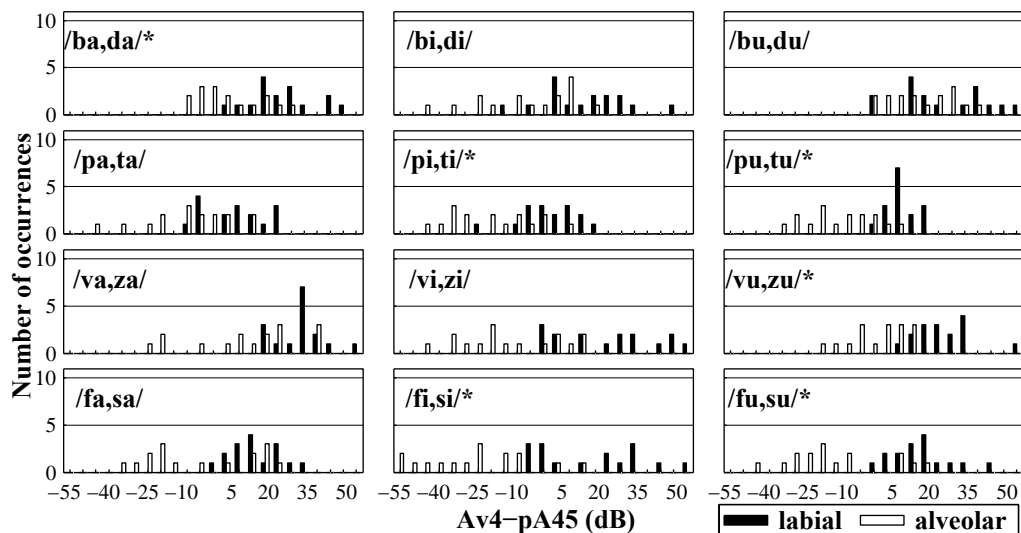 10
5
0
/ba,da/*
/bi,di/
/bu,du/
10
5
0
/pa,ta/
/pi,ti/*
/pu,tu/*
10
5
0
/va,za/
/vi,zi/
/vu,zu/*
10
5
0
/fa,sa/
/fi,si/*
/fu,su/*
Number of occurrences
−55 −40 −25 −10 5 20 35 50
−55 −40 −25 −10 5 20 35 50
−55 −40 −25 −10 5 20 35 50
Av4−pA45 (dB)
labial alveolar